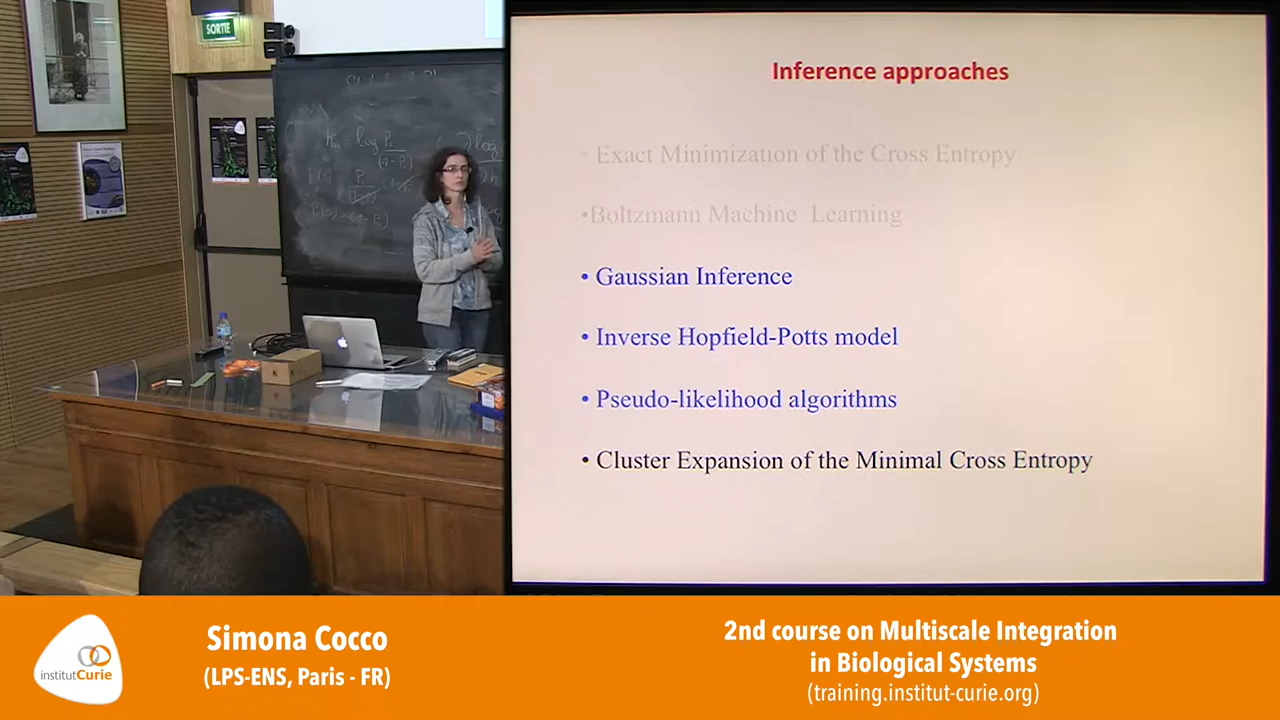 SORTIE
Inference approaches
• Exact Minimization of the Cross Entropy
•Boltzmann Machine Learning
• Gaussian Inference
• Inverse Hopfield-Potts model
• Pseudo-likelihood algorithms
• Cluster Expansion of the Minimal Cross Entropy
institutCurie
Simona Cocco
(LPS-ENS, Paris - FR)
2nd course on Multiscale Integration
in Biological Systems
(training.institut-curie.org)